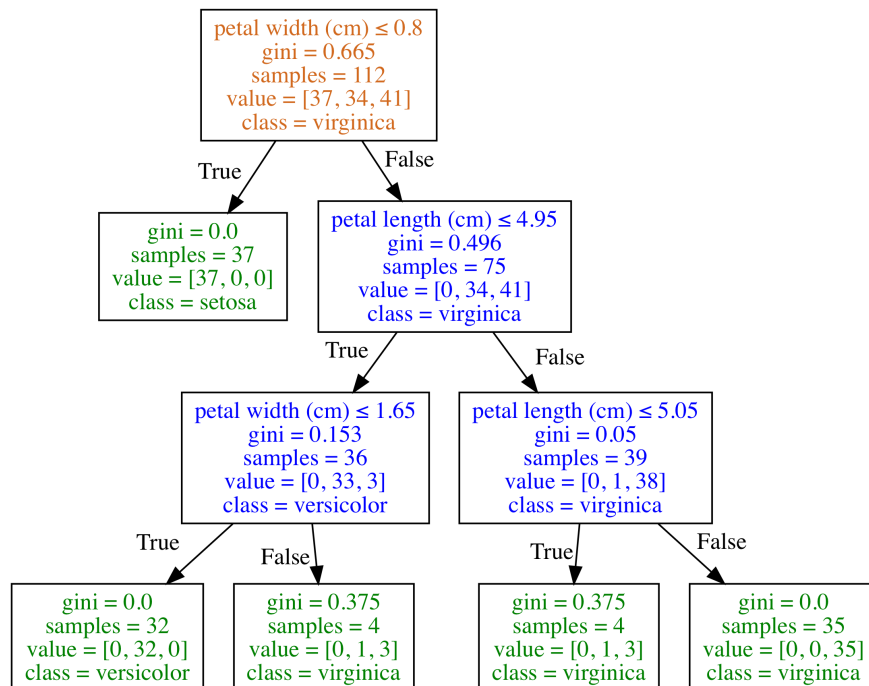 petal width (cm) ≤ 0.8
gini = 0.665
samples = 112
value = [37, 34, 41]
class = virginica
True
False
gini = 0.0
samples = 37
value = [37, 0, 0]
class = setosa
petal length (cm) ≤ 4.95
gini = 0.496
samples = 75
value = [0, 34, 41]
class = virginica
True
False
petal width (cm) ≤ 1.65
gini = 0.153
samples = 36
value = [0, 33, 3]
class = versicolor
petal length (cm) ≤ 5.05
gini = 0.05
samples = 39
value = [0, 1, 38]
class = virginica
True
False
True
False
gini = 0.0
samples = 32
value = [0, 32, 0]
class = versicolor
gini = 0.375
samples = 4
value = [0, 1, 3]
class = virginica
gini = 0.375
samples = 4
value = [0, 1, 3]
class = virginica
gini = 0.0
samples = 35
value = [0, 0, 35]
class = virginica